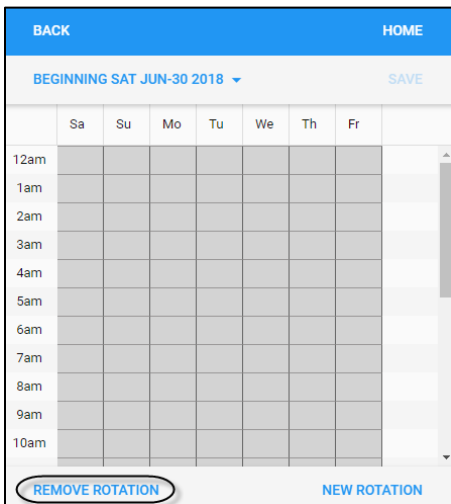 BACK HOME
BEGINNING SAT JUN-30 2018 SAVE
Sa Su Mo Tu We Th Fr
12am
1am
2am
3am
4am
5am
6am
7am
8am
9am
10am
REMOVE ROTATION NEW ROTATION